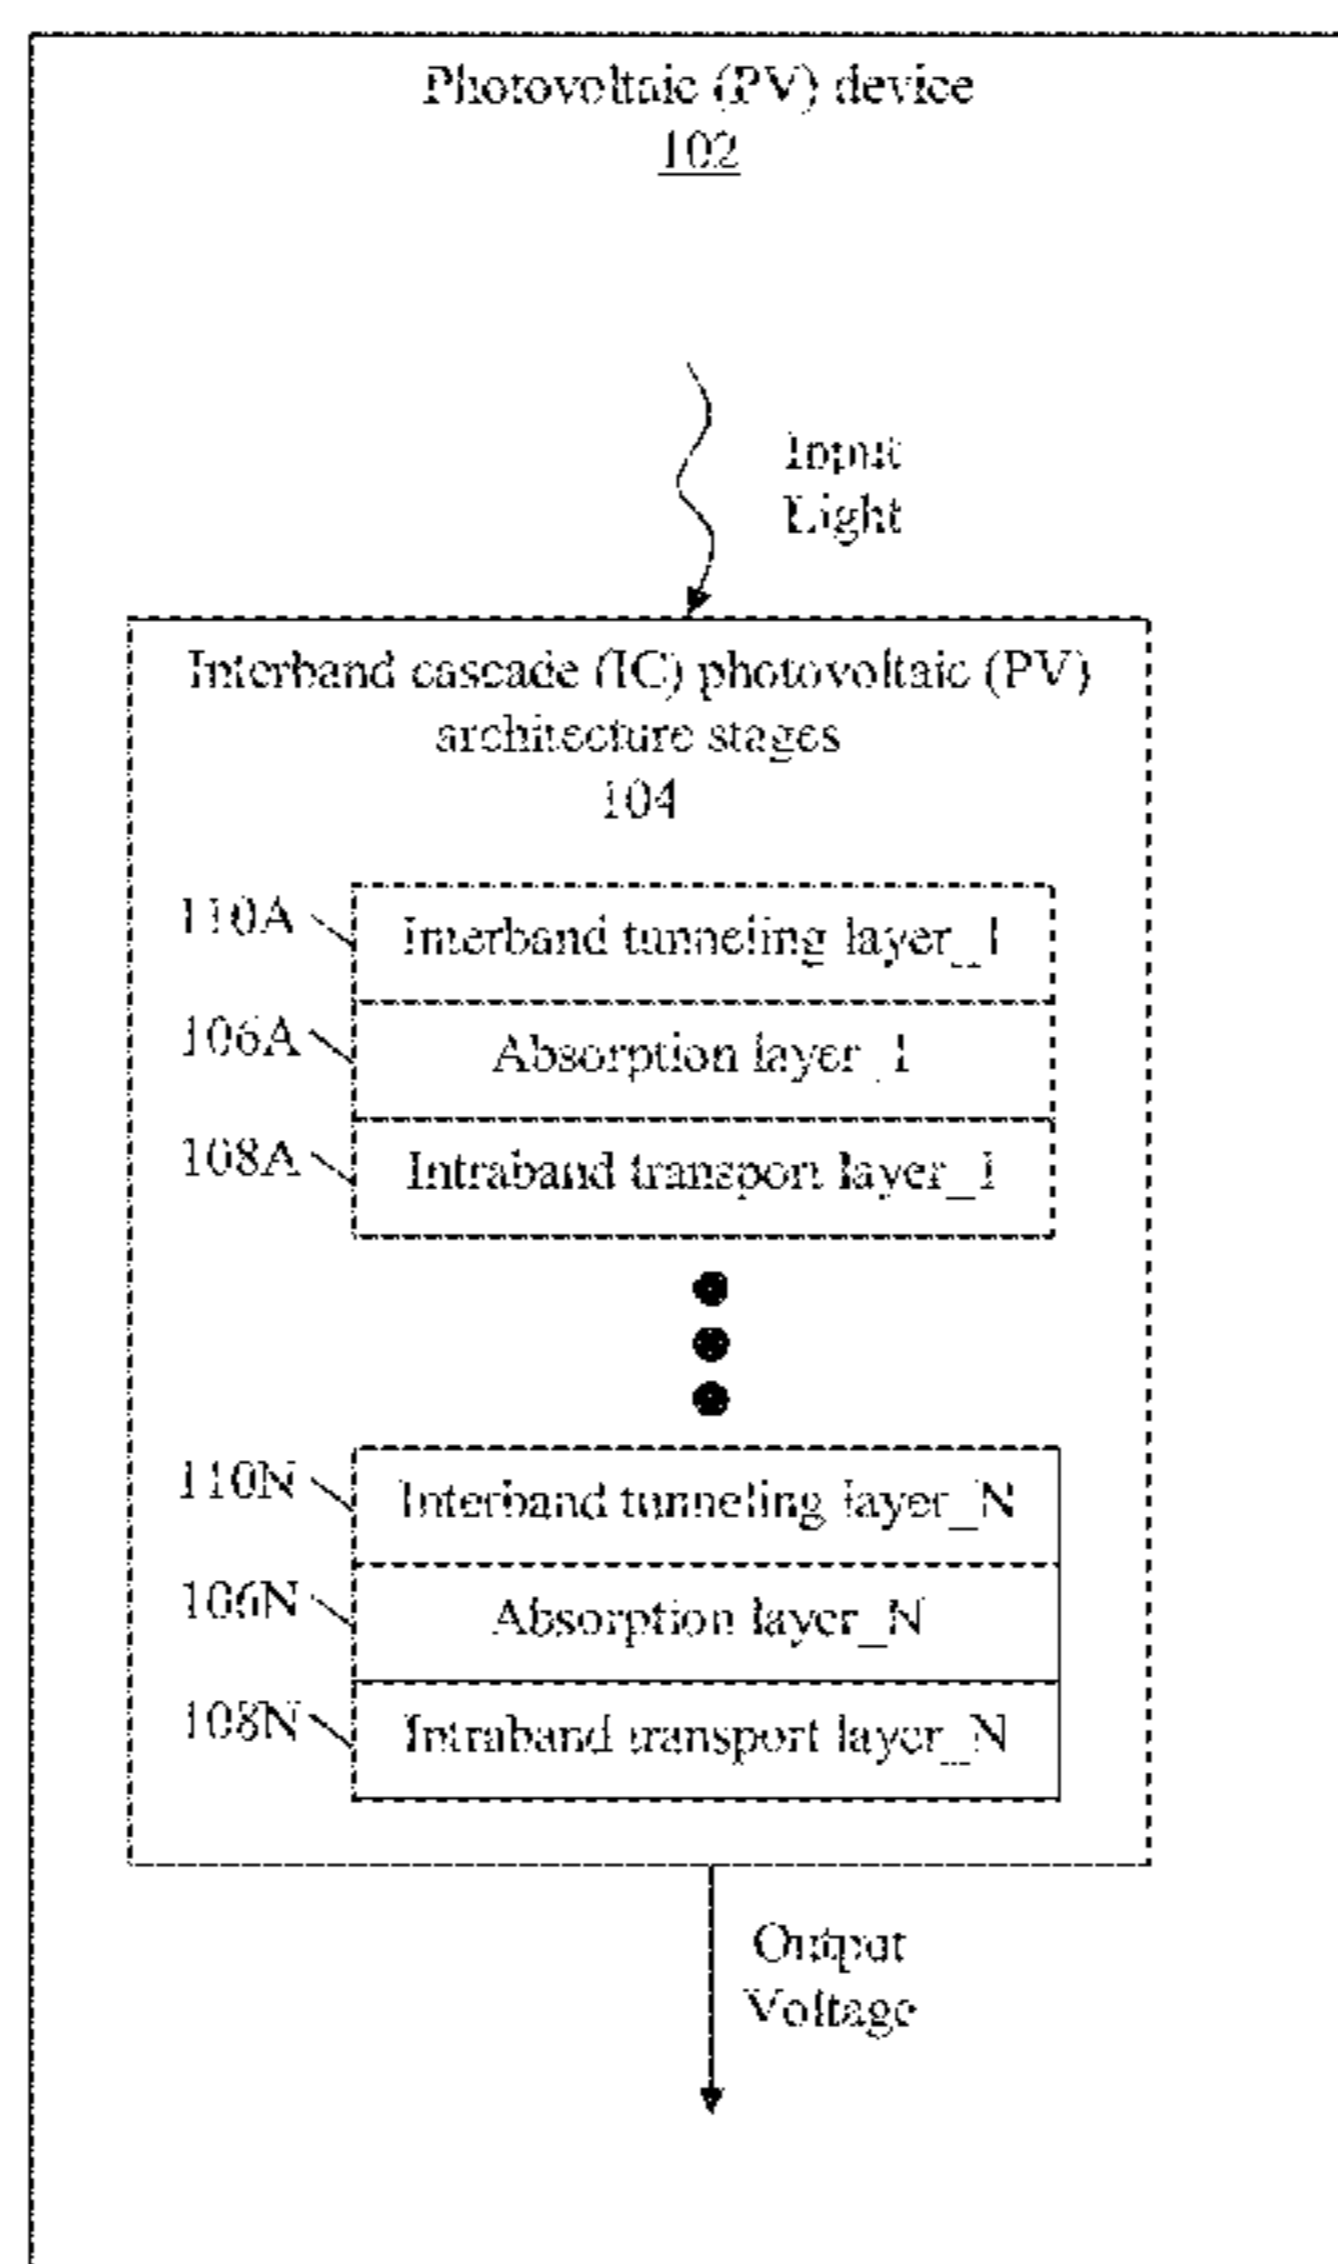 Photovoltaic (PV) device
102
Input
Light
Interband cascade (IC) photovoltaic (PV)
architecture stages
104
110A
Interband tunneling layer_1
106A
Absorption layer_1
108A
Intraband transport layer_1
110N
Interband tunneling layer_N
106N
Absorption layer_N
108N
Intraband transport layer_N
Output
Voltage